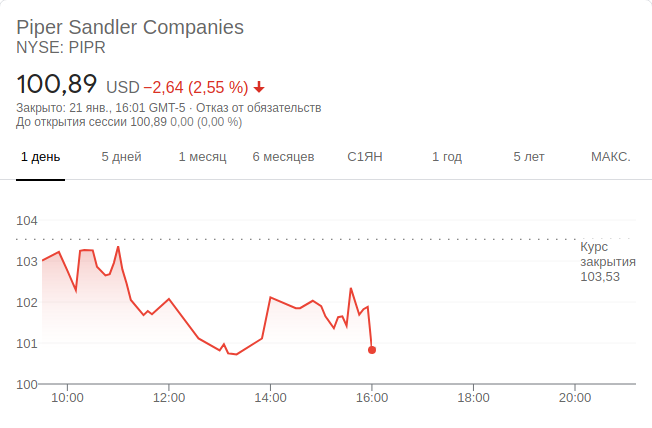 Piper Sandler Companies
NYSE: PIPR
100,89 USD −2,64 (2,55 %)
Закрыто: 21 янв., 16:01 GMT-5 · Отказ от обязательств
До открытия сессии 100,89 0,00 (0,00 %)
1 день 5 дней 1 месяц 6 месяцев С1ЯН 1 год 5 лет МАКС.
104
103
102
101
100
Курс
закрытия
103,53
10:00 12:00 14:00 16:00 18:00 20:00